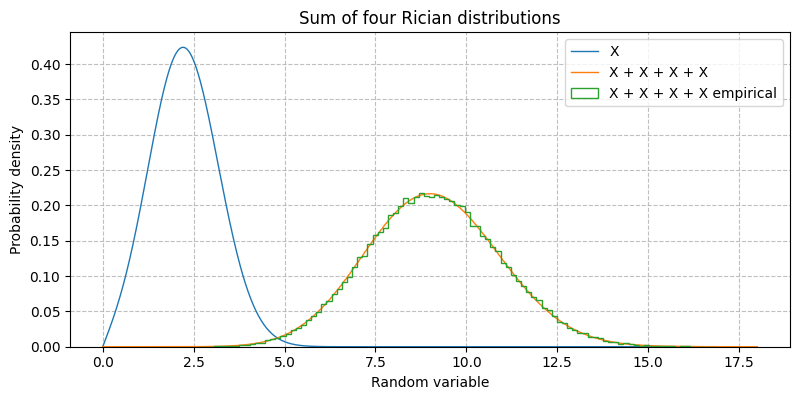 Sum of four Rician distributions
X
X + X + X + X
X + X + X + X empirical
Probability density
0.40
0.35
0.30
0.25
0.20
0.15
0.10
0.05
0.00
0.0 2.5 5.0 7.5 10.0 12.5 15.0 17.5
Random variable